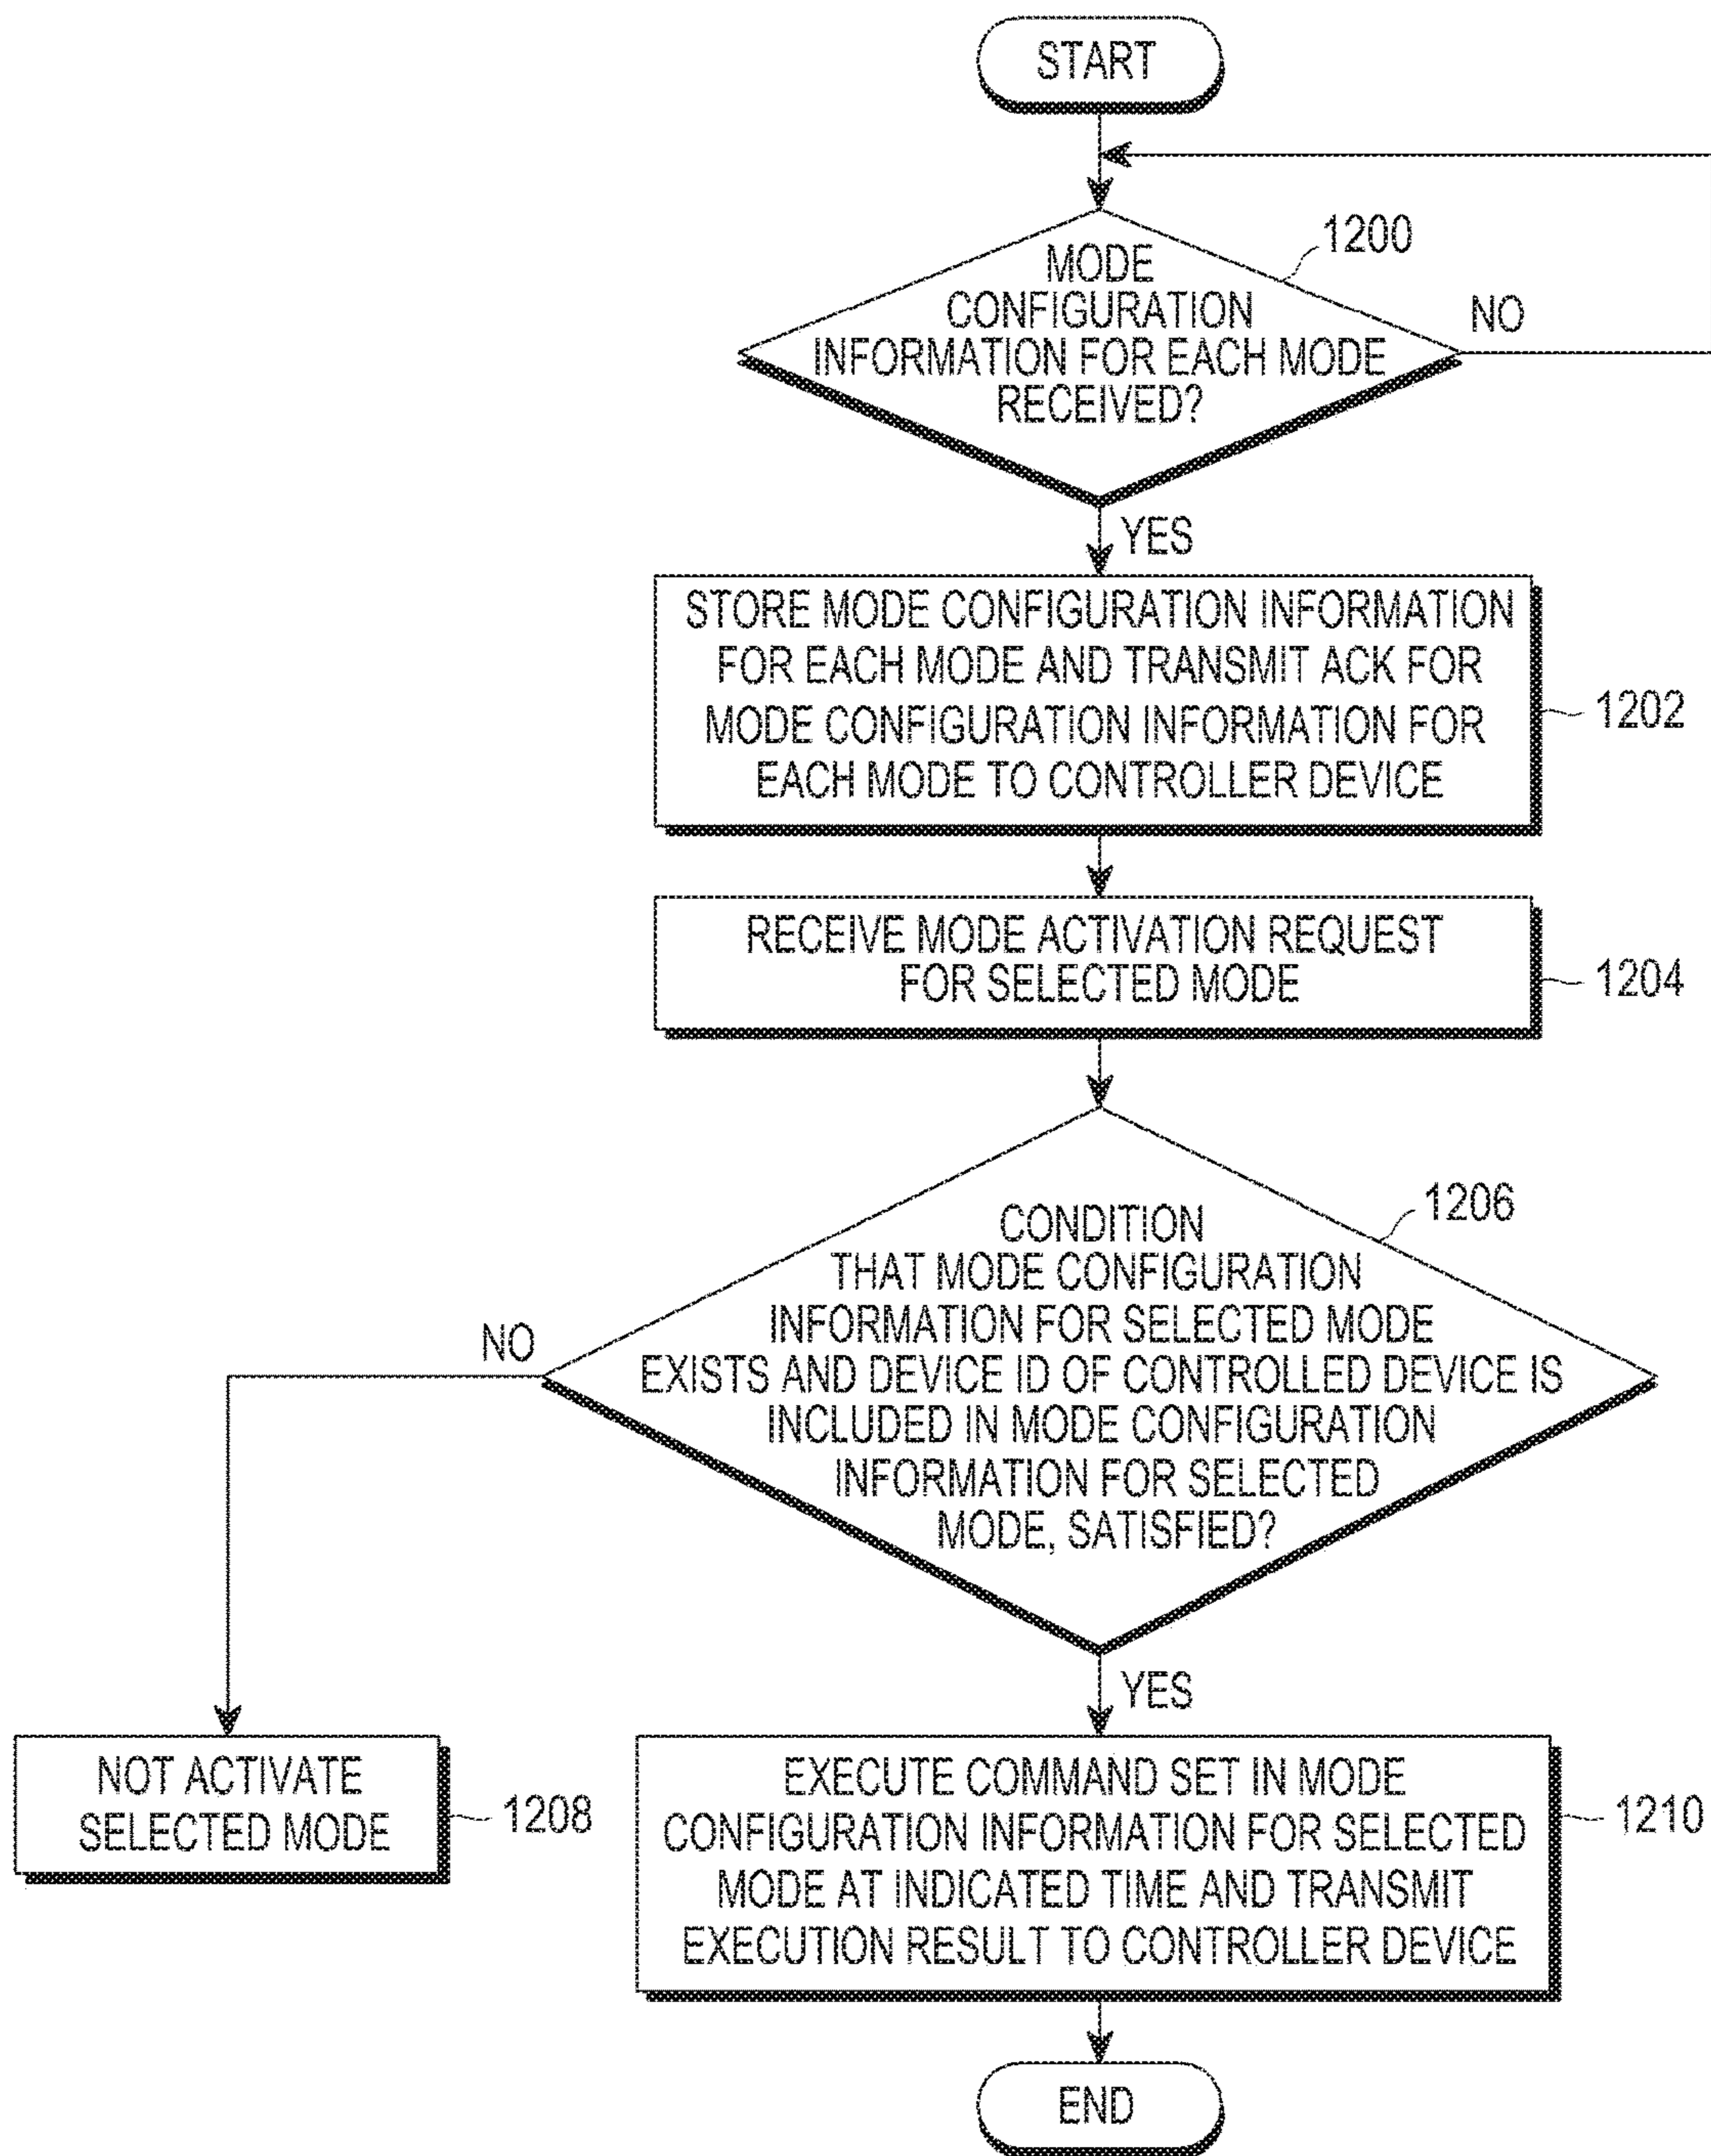 START
1200
MODE
CONFIGURATION
INFORMATION FOR EACH MODE
RECEIVED?
NO
YES
STORE MODE CONFIGURATION INFORMATION
FOR EACH MODE AND TRANSMIT ACK FOR
MODE CONFIGURATION INFORMATION FOR
EACH MODE TO CONTROLLER DEVICE
1202
RECEIVE MODE ACTIVATION REQUEST
FOR SELECTED MODE
1204
1206
CONDITION
THAT MODE CONFIGURATION
INFORMATION FOR SELECTED MODE
EXISTS AND DEVICE ID OF CONTROLLED DEVICE IS
INCLUDED IN MODE CONFIGURATION
INFORMATION FOR SELECTED
MODE, SATISFIED?
NO
YES
NOT ACTIVATE
SELECTED MODE
1208
EXECUTE COMMAND SET IN MODE
CONFIGURATION INFORMATION FOR SELECTED
MODE AT INDICATED TIME AND TRANSMIT
EXECUTION RESULT TO CONTROLLER DEVICE
1210
END